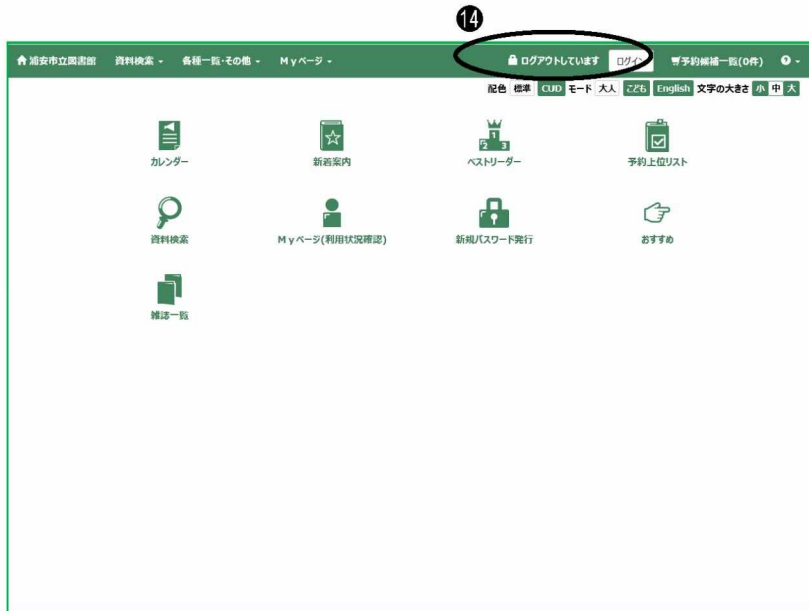 ⓮
浦安市立図書館 資料検索 各種一覧・その他 Myページ ログアウトしています ログイン 予約候補一覧(0件)
配色 標準 CUD モード 大人 こども English 文字の大きさ 小 中 大
カレンダー 新着案内 ベストリーダー 予約上位リスト
資料検索 Myページ(利用状況確認) 新規パスワード発行 おすすめ
雑誌一覧